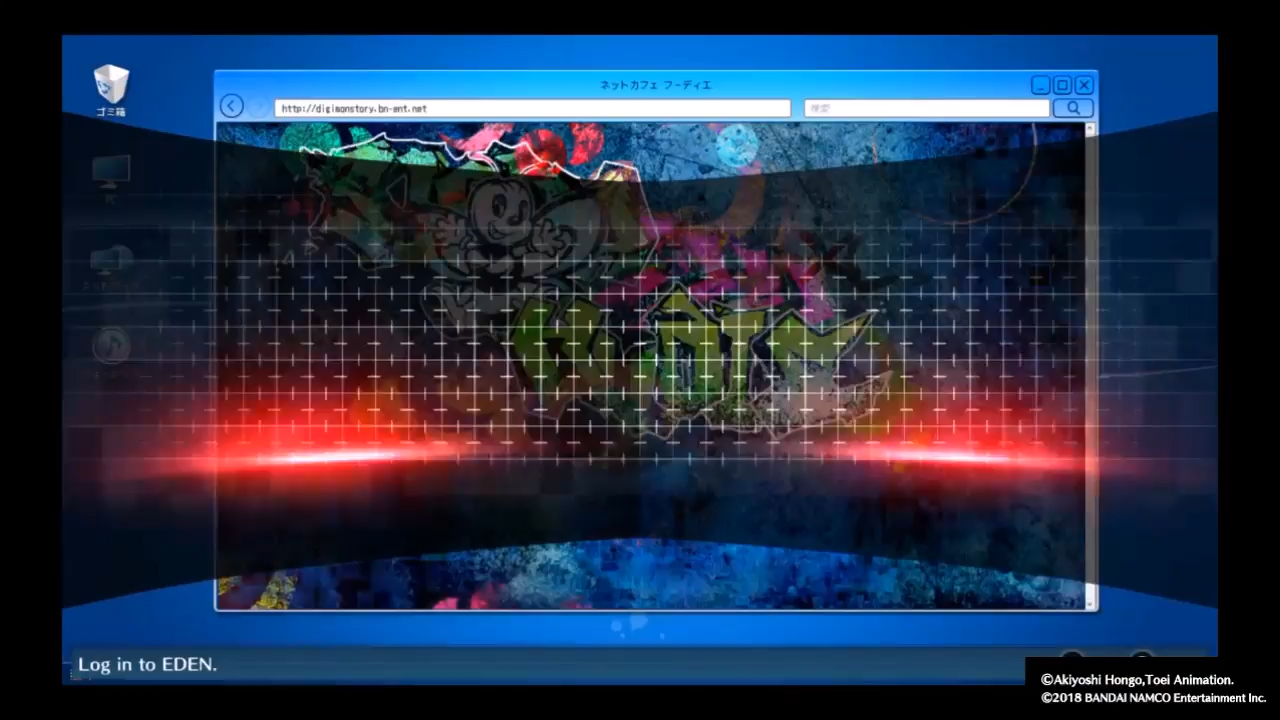 ゴミ箱
ネットカフェ フーディエ
http://digimonstory.bn-ent.net
検索
PC
Log in to EDEN.
©Akiyoshi Hongo,Toei Animation.
©2018 BANDAI NAMCO Entertainment Inc.